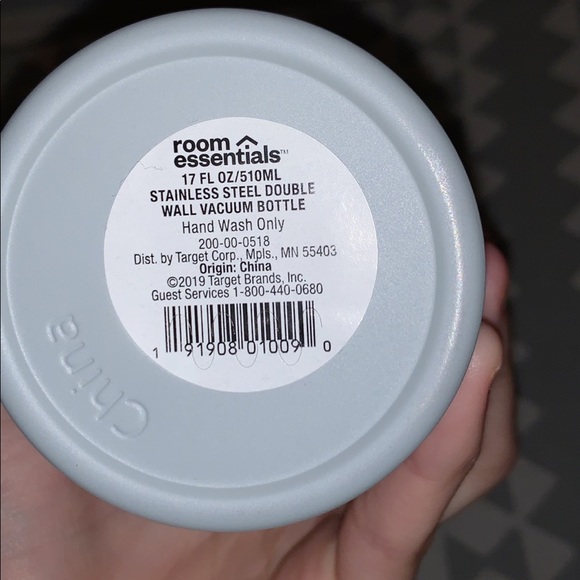 room
essentials™
17 FL OZ/510ML
STAINLESS STEEL DOUBLE
WALL VACUUM BOTTLE
Hand Wash Only
200-00-0518
Dist. by Target Corp., Mpls., MN 55403
Origin: China
©2019 Target Brands, Inc.
Guest Services 1-800-440-0680
1 91908 01009 0
China